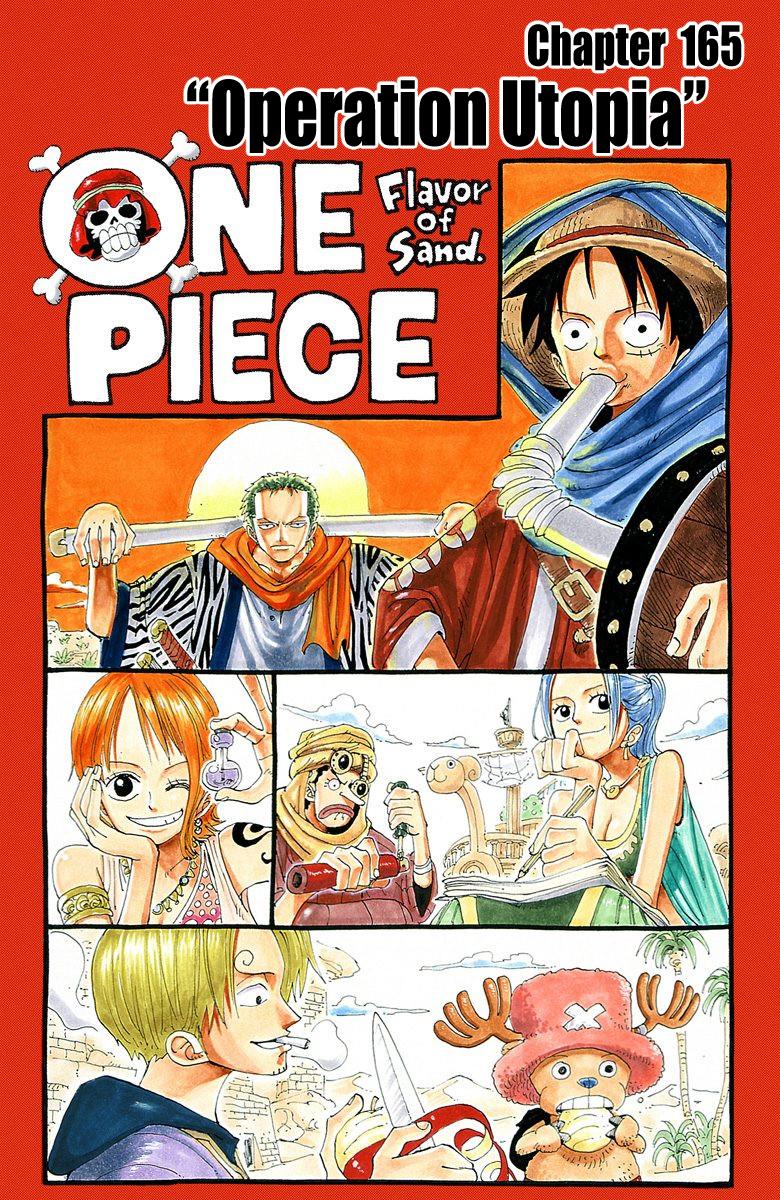 Chapter 165
“Operation Utopia”
ONE
PIECE
Flavor
of
Sand.